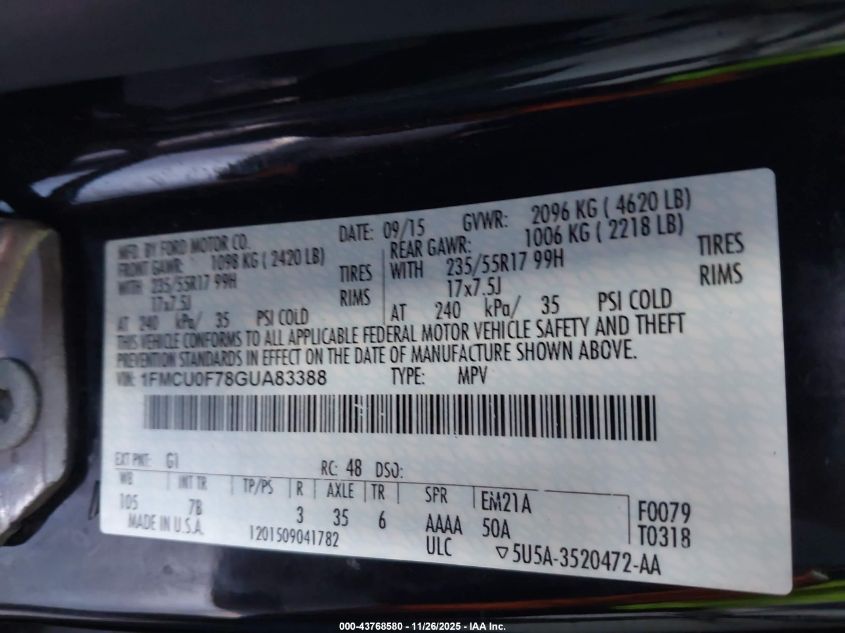 MFD. BY FORD MOTOR CO. DATE: 09/15 GVWR: 2096 KG ( 4620 LB)
FRONT GAWR: 1098 KG ( 2420 LB) REAR GAWR: 1006 KG ( 2218 LB)
WITH 235/55R17 99H TIRES WITH 235/55R17 99H TIRES
17x7.5J RIMS 17x7.5J RIMS
AT 240 kPa/ 35 PSI COLD AT 240 kPa/ 35 PSI COLD
THIS VEHICLE CONFORMS TO ALL APPLICABLE FEDERAL MOTOR VEHICLE SAFETY AND THEFT
PREVENTION STANDARDS IN EFFECT ON THE DATE OF MANUFACTURE SHOWN ABOVE.
VIN: 1FMCU0F78GUA83388 TYPE: MPV
EXT PNT: G1 RC: 48 DSO:
WB INT TR TP/PS R AXLE TR SPR EM21A F0079
105 7B 3 35 6 AAAA 50A T0318
MADE IN U.S.A. 1201509041782 ULC ▽5U5A-3520472-AA
000-43768580 - 11/26/2025 - IAA Inc.